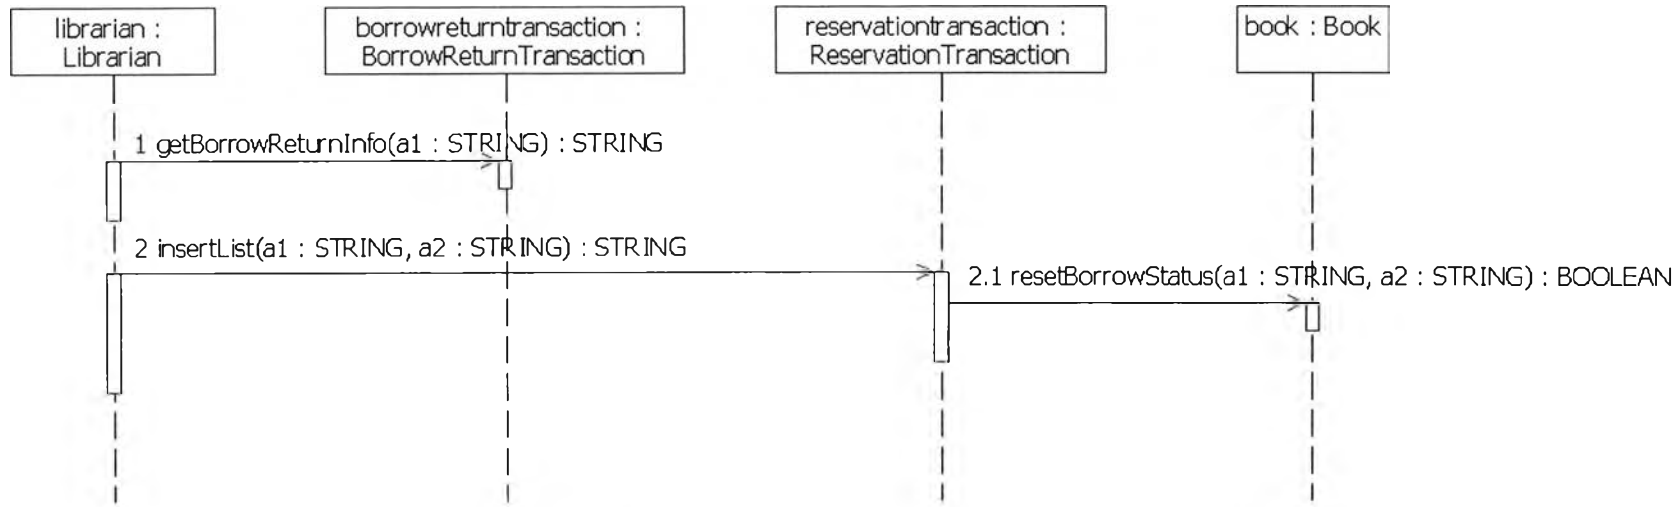 librarian :
Librarian
borrowreturntransaction :
BorrowReturnTransaction
reservationtransaction :
ReservationTransaction
book : Book
1 getBorrowReturnInfo(a1 : STRING) : STRING
2 insertList(a1 : STRING, a2 : STRING) : STRING
2.1 resetBorrowStatus(a1 : STRING, a2 : STRING) : BOOLEAN